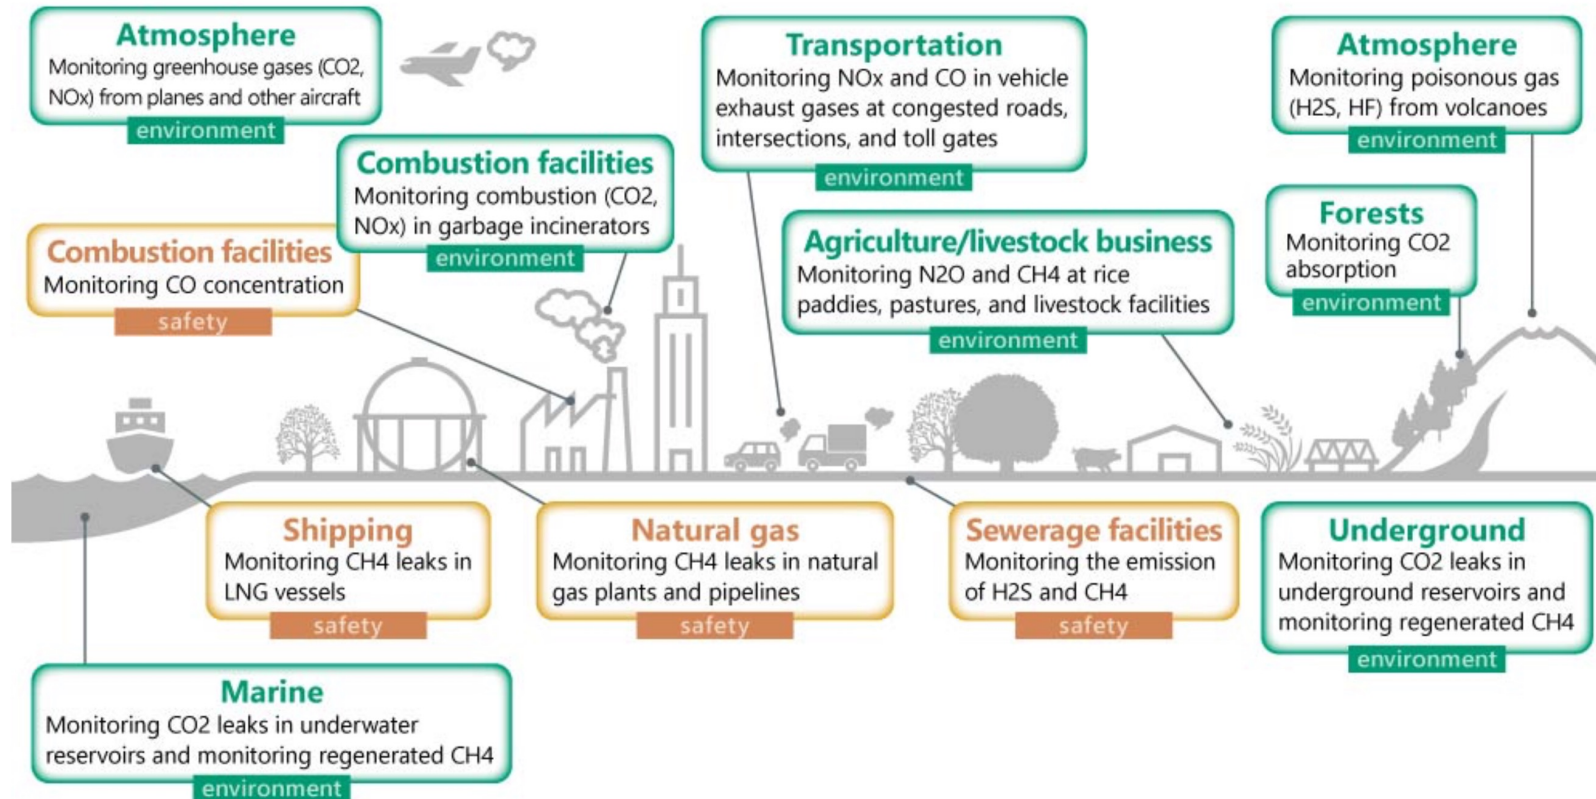 Atmosphere
Monitoring greenhouse gases (CO2,
NOx) from planes and other aircraft
environment
Combustion facilities
Monitoring combustion (CO2,
NOx) in garbage incinerators
environment
Combustion facilities
Monitoring CO concentration
safety
Transportation
Monitoring NOx and CO in vehicle
exhaust gases at congested roads,
intersections, and toll gates
environment
Agriculture/livestock business
Monitoring N2O and CH4 at rice
paddies, pastures, and livestock facilities
environment
Atmosphere
Monitoring poisonous gas
(H2S, HF) from volcanoes
environment
Forests
Monitoring CO2
absorption
environment
Shipping
Monitoring CH4 leaks in
LNG vessels
safety
Natural gas
Monitoring CH4 leaks in natural
gas plants and pipelines
safety
Sewerage facilities
Monitoring the emission
of H2S and CH4
safety
Underground
Monitoring CO2 leaks in
underground reservoirs and
monitoring regenerated CH4
environment
Marine
Monitoring CO2 leaks in underwater
reservoirs and monitoring regenerated CH4
environment